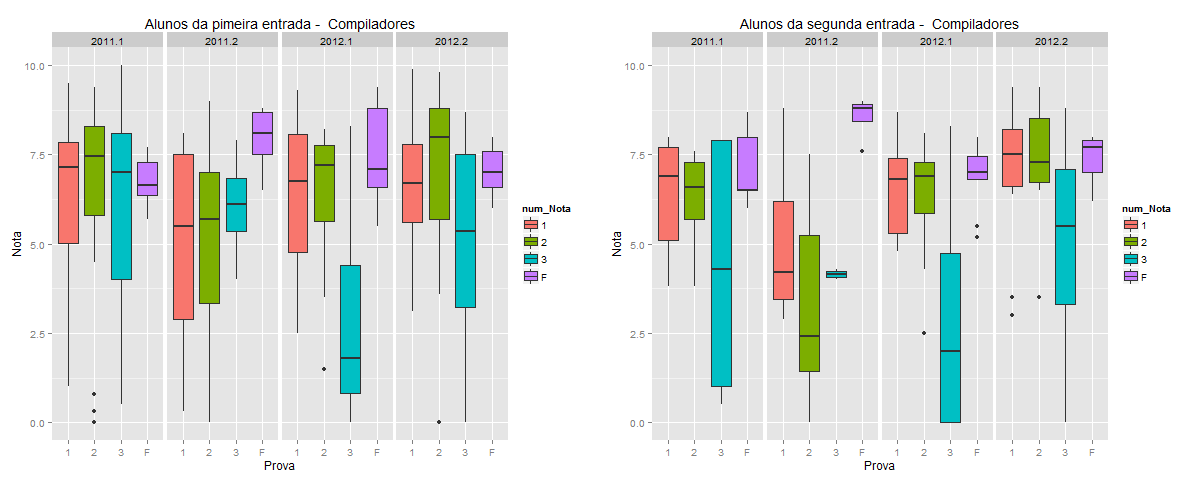 Alunos da pimeira entrada - Compiladores
2011.1 2011.2 2012.1 2012.2
10.0
7.5
5.0
2.5
0.0
Nota
1 2 3 F 1 2 3 F 1 2 3 F 1 2 3 F
Prova
num_Nota
1
2
3
F
Alunos da segunda entrada - Compiladores
2011.1 2011.2 2012.1 2012.2
10.0
7.5
5.0
2.5
0.0
Nota
1 2 3 F 1 2 3 F 1 2 3 F 1 2 3 F
Prova
num_Nota
1
2
3
F